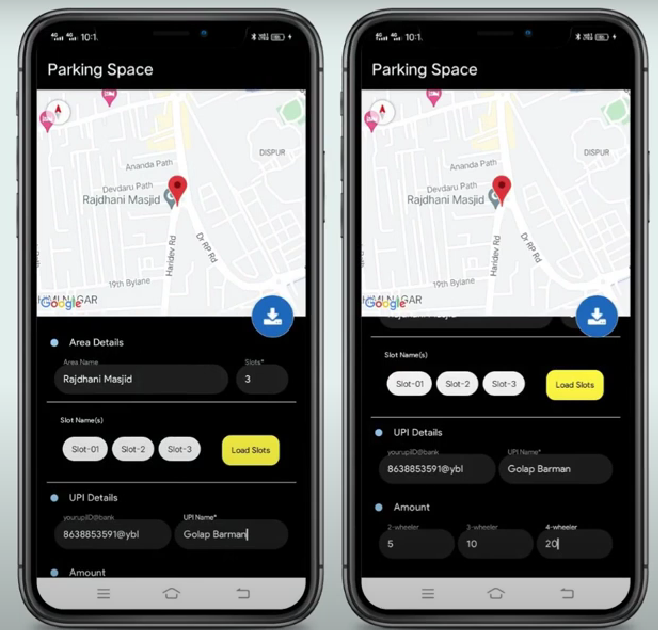 10:1
Parking Space
DISPUR
Ananda Path
Devdaru Path
Rajdhani Masjid
Haridev Rd
Dr RP Rd
19th Bylane
NAGAR
Google
Area Details
Area Name
Slots*
Rajdhani Masjid
3
Slot Name(s)
Slot-01
Slot-2
Slot-3
Load Slots
UPI Details
yourupiID@bank
UPI Name*
8638853591@ybl
Golap Barman
Amount
10:1
Parking Space
DISPUR
Ananda Path
Devdaru Path
Rajdhani Masjid
Haridev Rd
Dr RP Rd
19th Bylane
NAGAR
Google
Slot Name(s)
Slot-01
Slot-2
Slot-3
Load Slots
UPI Details
yourupiID@bank
UPI Name*
8638853591@ybl
Golap Barman
Amount
2-wheeler
3-wheeler
4-wheeler
5
10
20